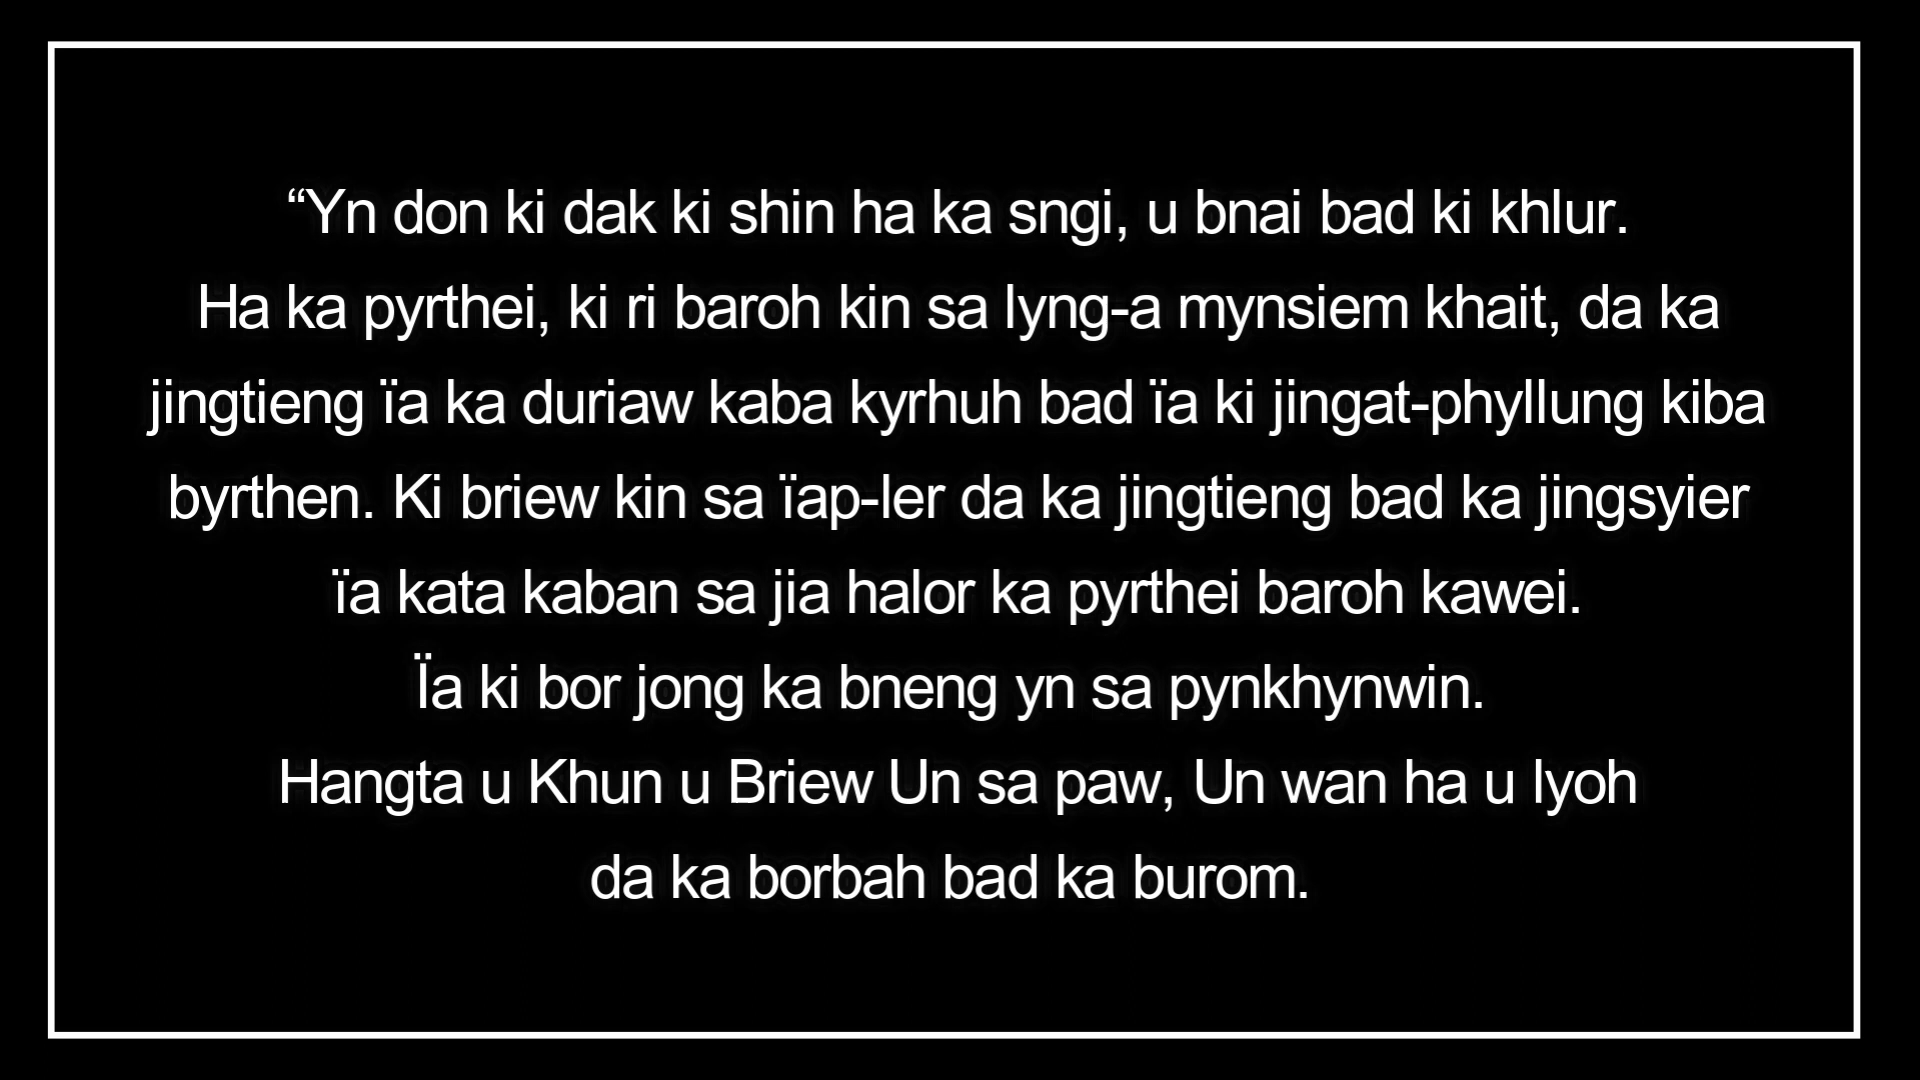 “Yn don ki dak ki shin ha ka sngi, u bnai bad ki khlur.
Ha ka pyrthei, ki ri baroh kin sa lyng-a mynsiem khait, da ka
jingtieng ïa ka duriaw kaba kyrhuh bad ïa ki jingat-phyllung kiba
byrthen. Ki briew kin sa ïap-ler da ka jingtieng bad ka jingsyier
ïa kata kaban sa jia halor ka pyrthei baroh kawei.
Ïa ki bor jong ka bneng yn sa pynkhynwin.
Hangta u Khun u Briew Un sa paw, Un wan ha u lyoh
da ka borbah bad ka burom.